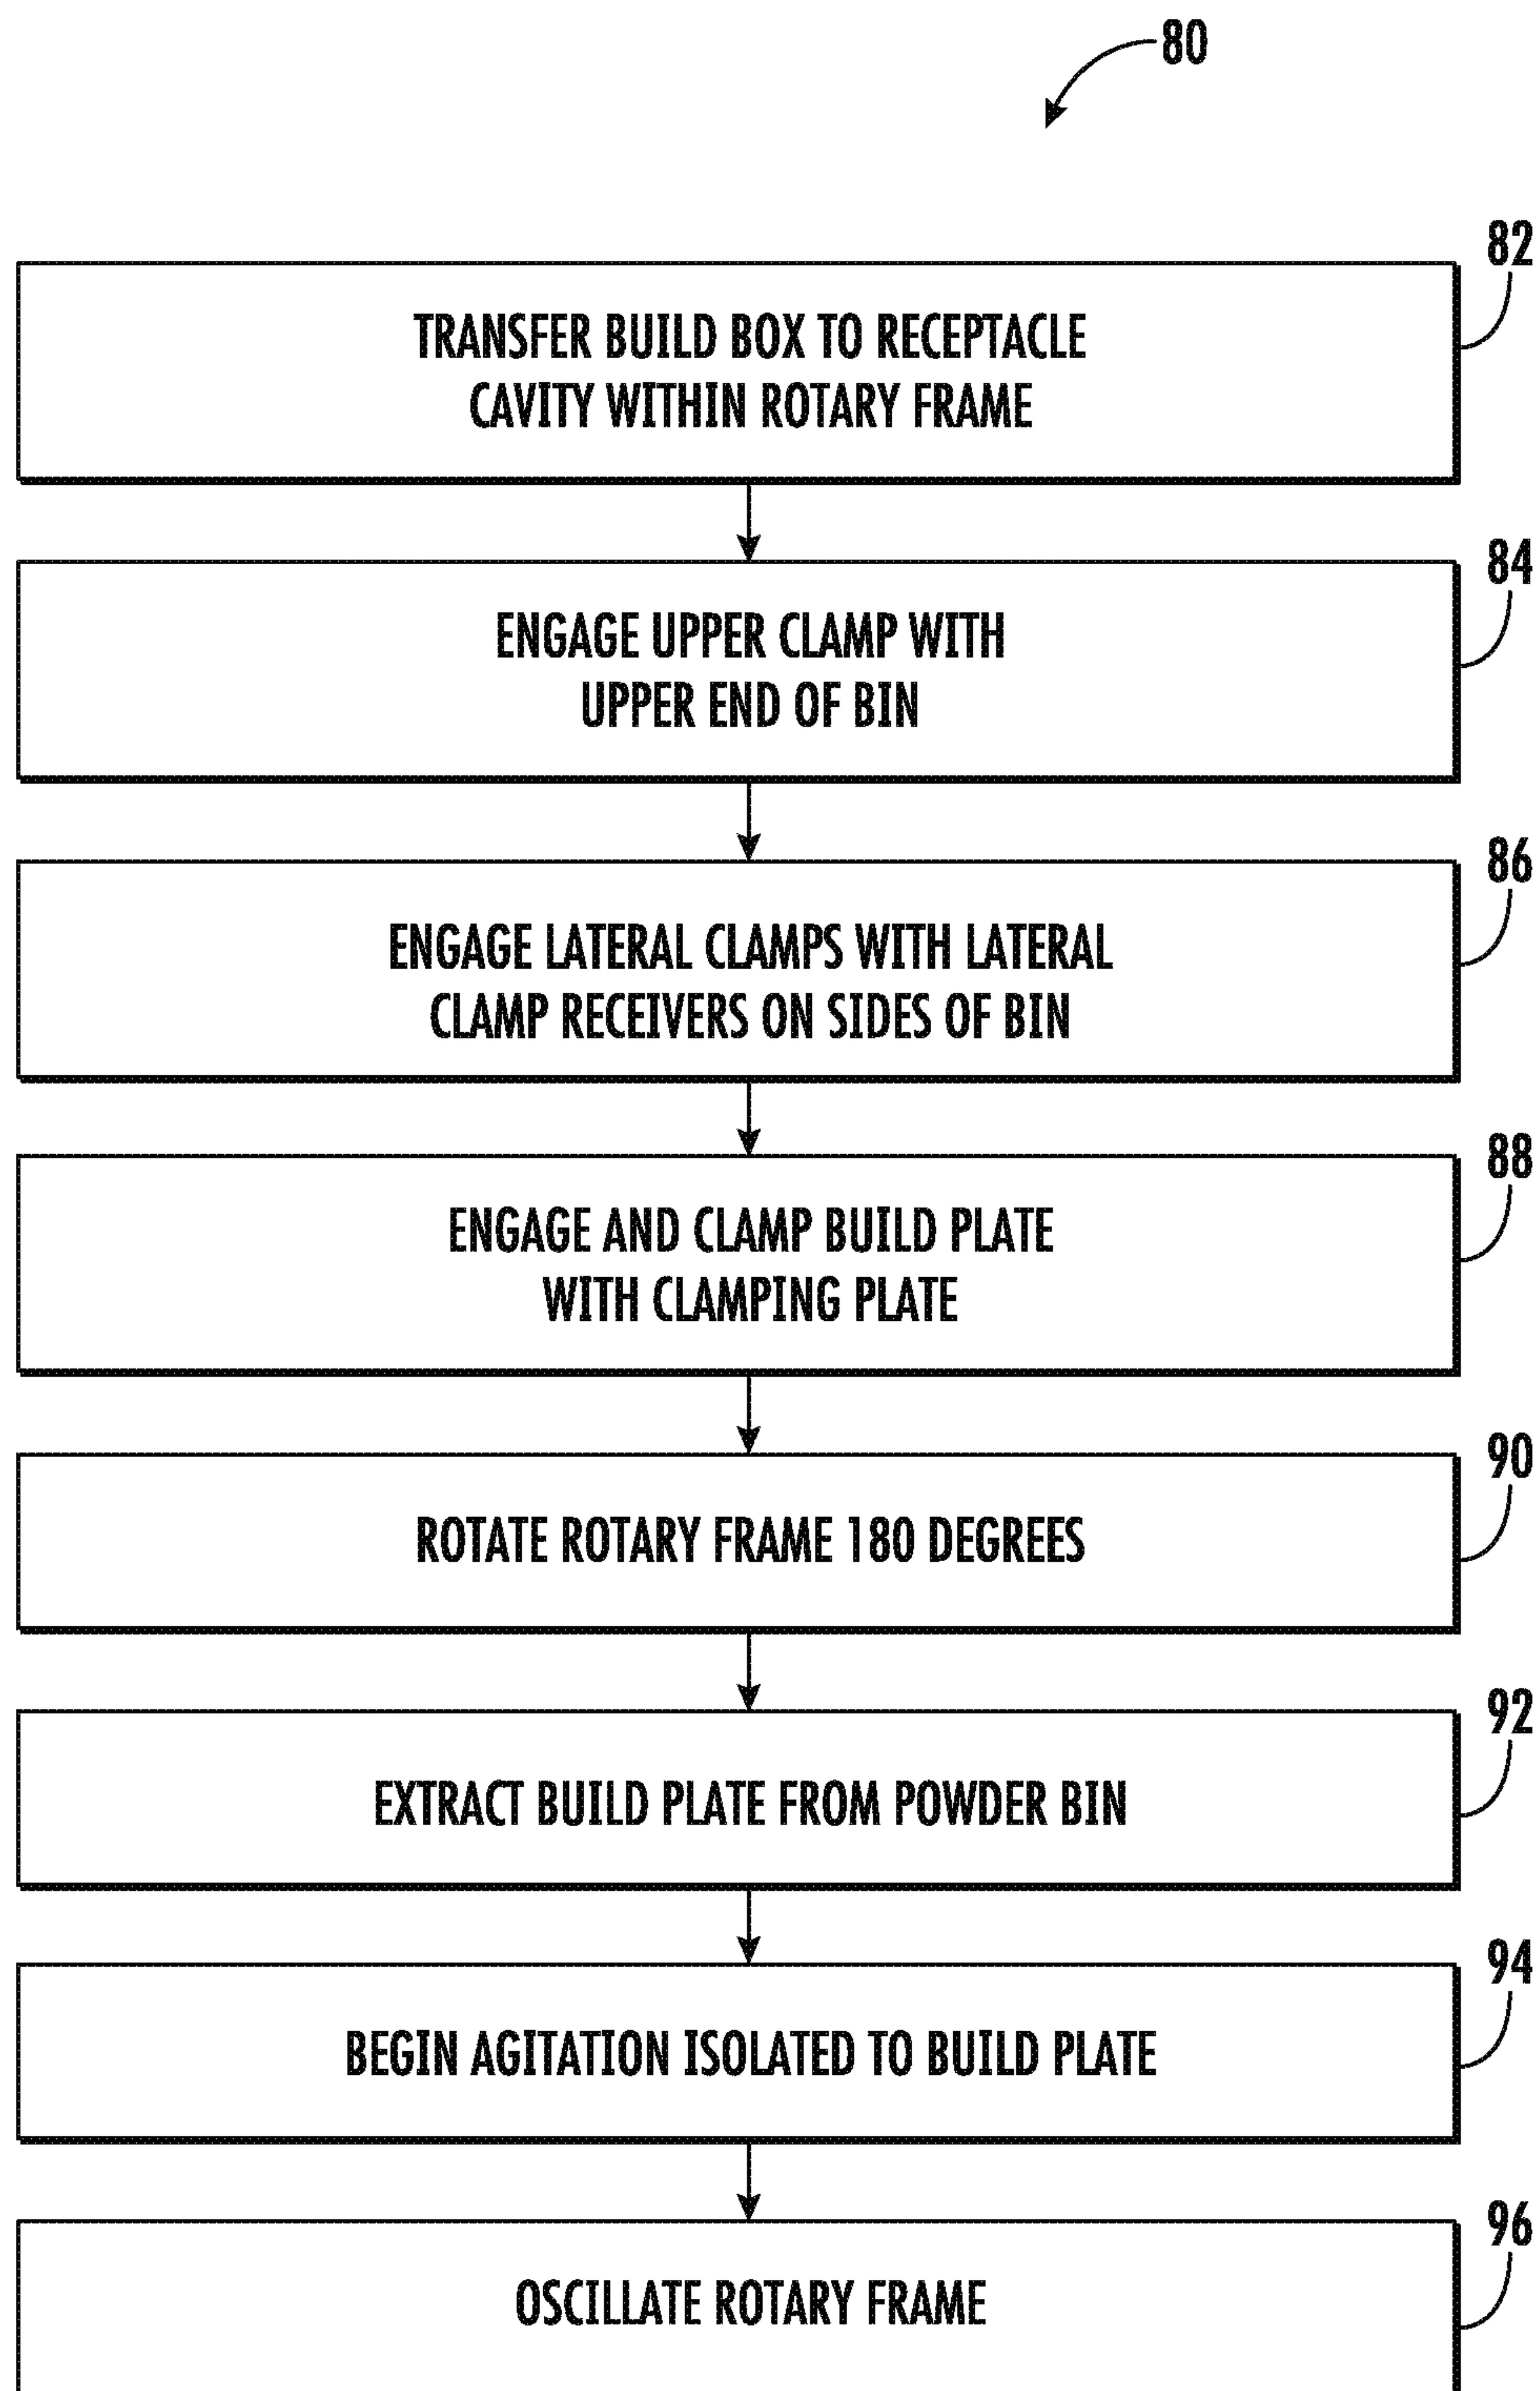 80
82
TRANSFER BUILD BOX TO RECEPTACLE
CAVITY WITHIN ROTARY FRAME
84
ENGAGE UPPER CLAMP WITH
UPPER END OF BIN
86
ENGAGE LATERAL CLAMPS WITH LATERAL
CLAMP RECEIVERS ON SIDES OF BIN
88
ENGAGE AND CLAMP BUILD PLATE
WITH CLAMPING PLATE
90
ROTATE ROTARY FRAME 180 DEGREES
92
EXTRACT BUILD PLATE FROM POWDER BIN
94
BEGIN AGITATION ISOLATED TO BUILD PLATE
96
OSCILLATE ROTARY FRAME